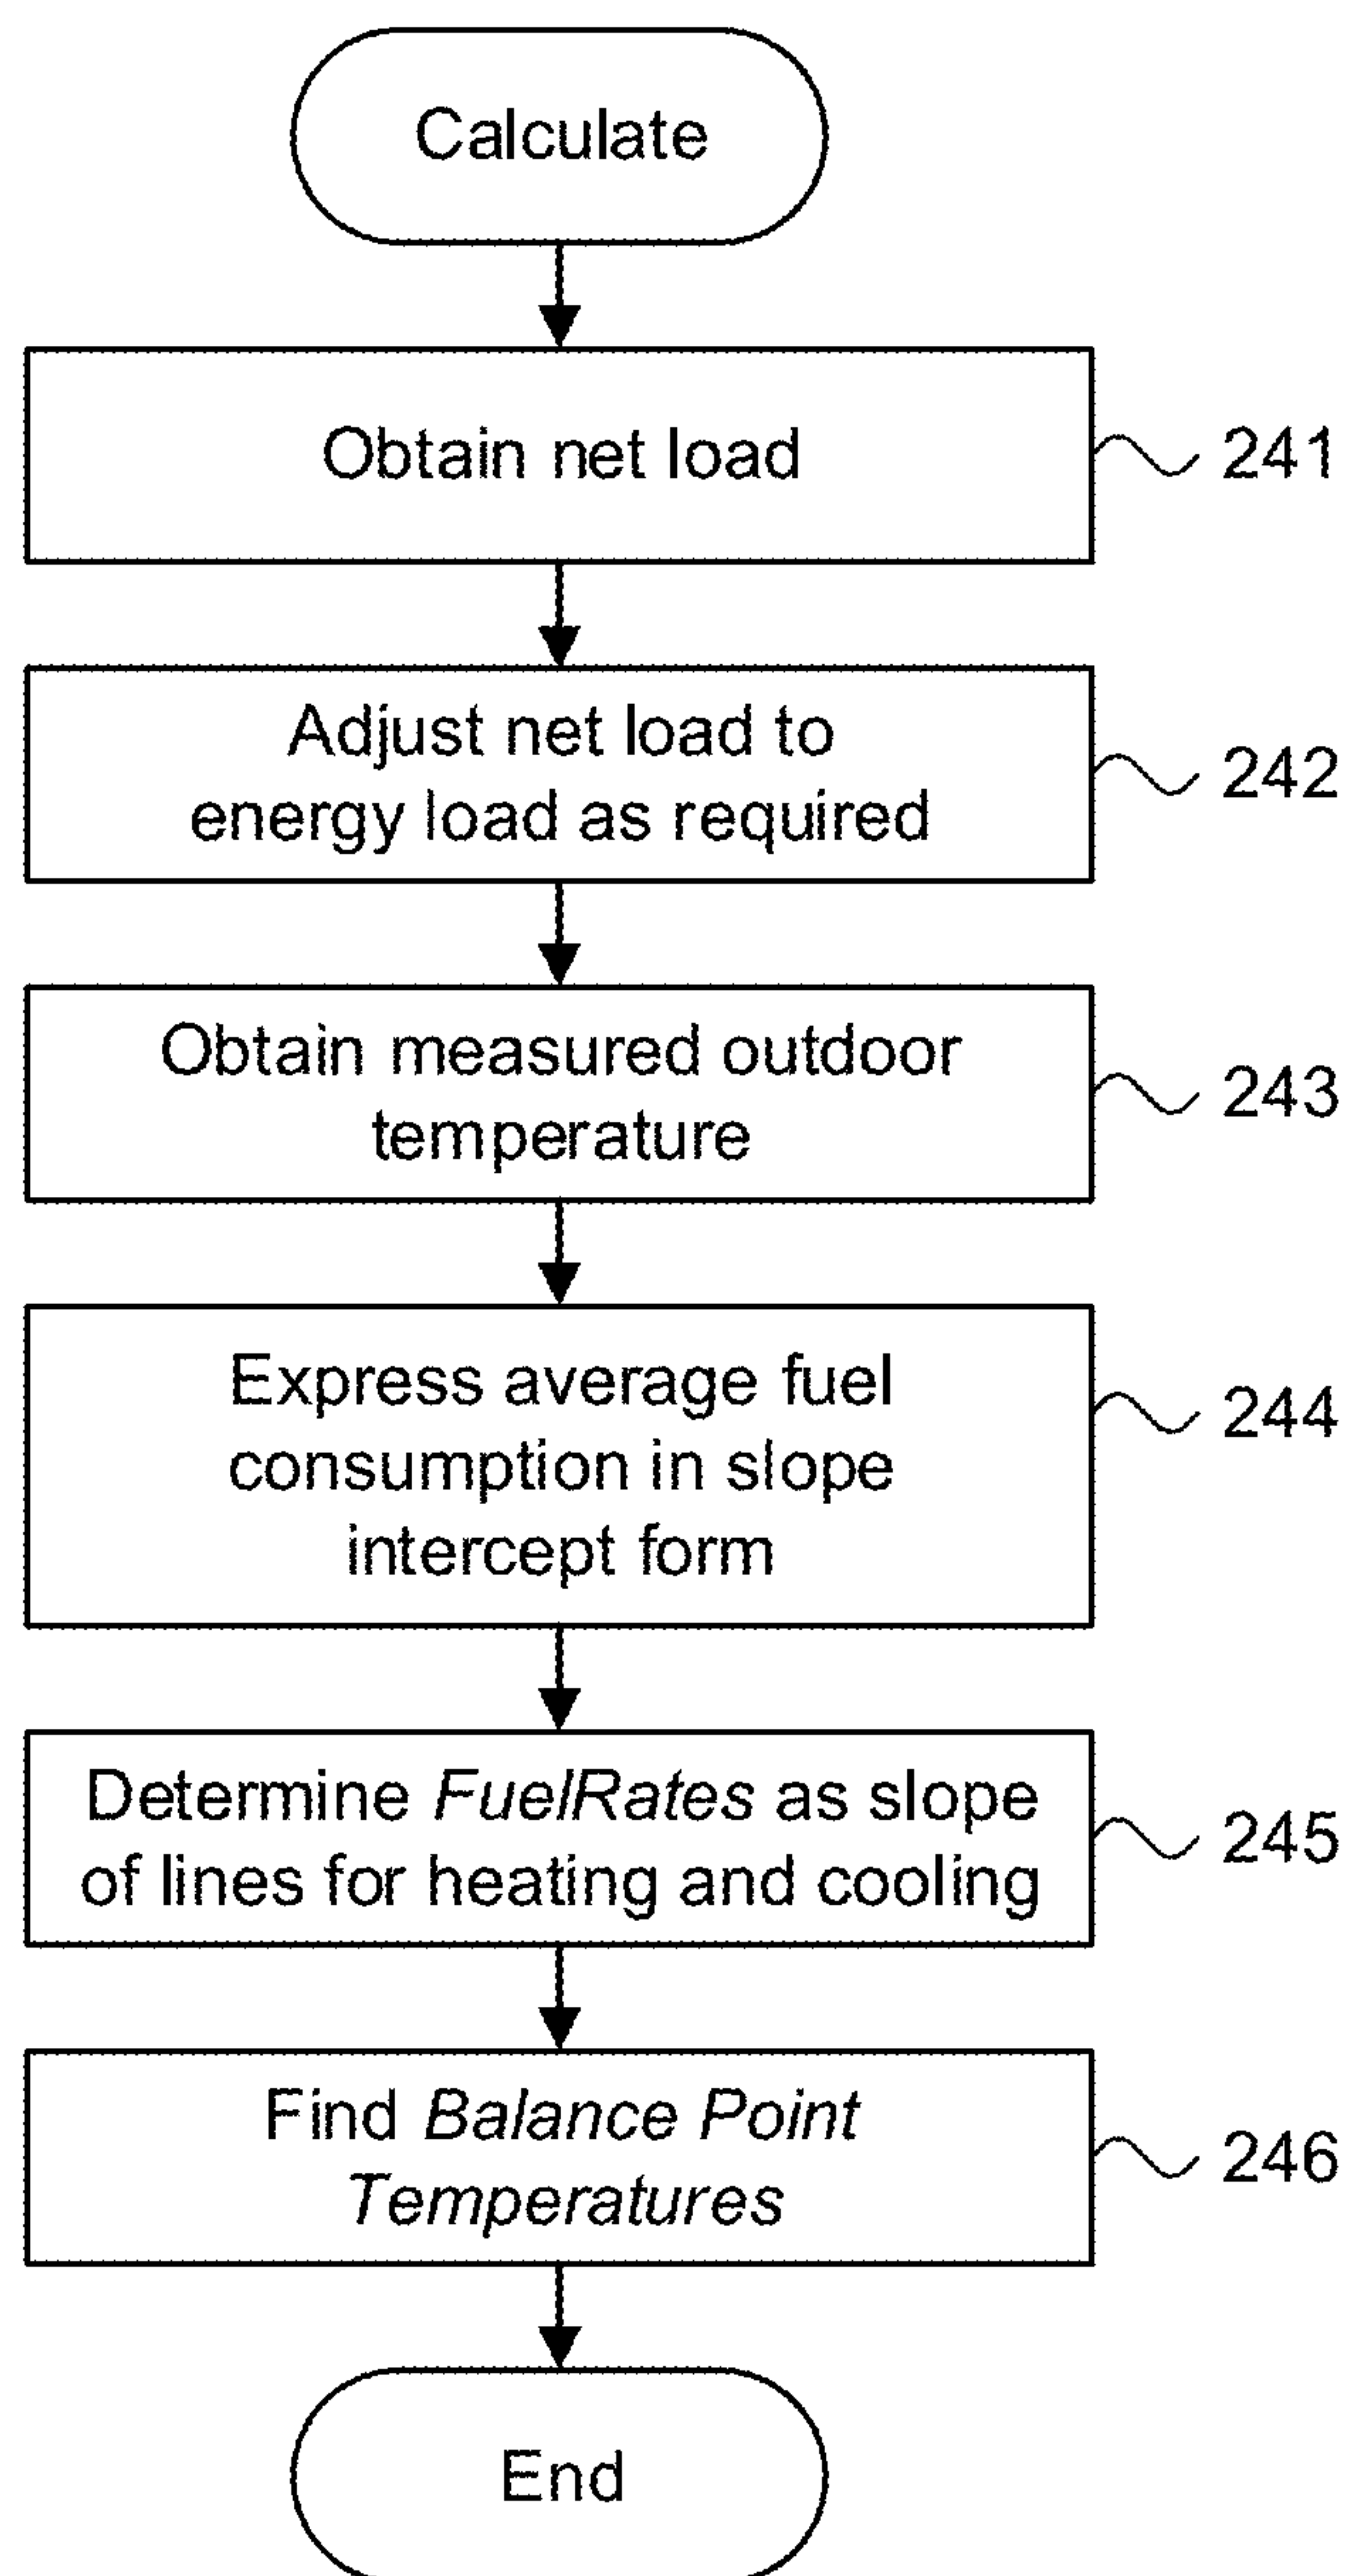 Calculate
Obtain net load
241
Adjust net load to
energy load as required
242
Obtain measured outdoor
temperature
243
Express average fuel
consumption in slope
intercept form
244
Determine FuelRates as slope
of lines for heating and cooling
245
Find Balance Point
Temperatures
246
End